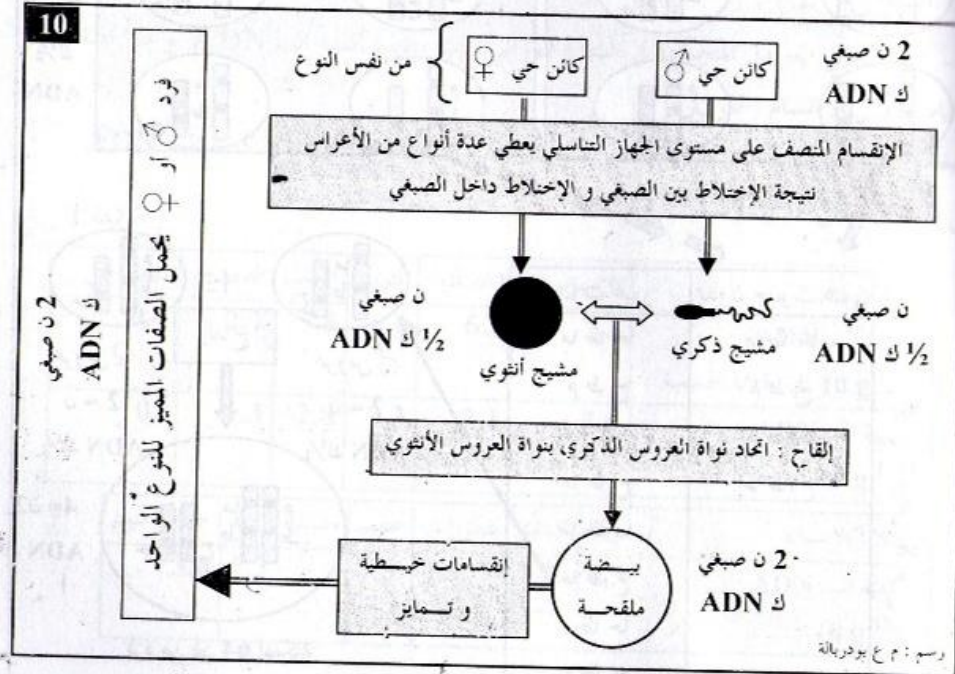 10
2 ن صبغي
ك ADN
كائن حي ♂
كائن حي ♀
من نفس النوع
الإنقسام المنصف على مستوى الجهاز التناسلي يعطي عدة أنواع من الأعراس
نتيجة الإختلاط بين الصبغي و الإختلاط داخل الصبغي
ن صبغي
½ ك ADN
مشيج ذكري
مشيج أنثوي
ن صبغي
½ ك ADN
إلقاح : اتحاد نواة العروس الذكري بنواة العروس الأنثوي
2 ن صبغي
ك ADN
بيضة
ملقحة
إنقسامات خيطية
و تمايز
فرد ♂ أو ♀ يحمل الصفات المميز للنوع الواحد
2 ن صبغي
ك ADN
رسم : م ع بودربالة